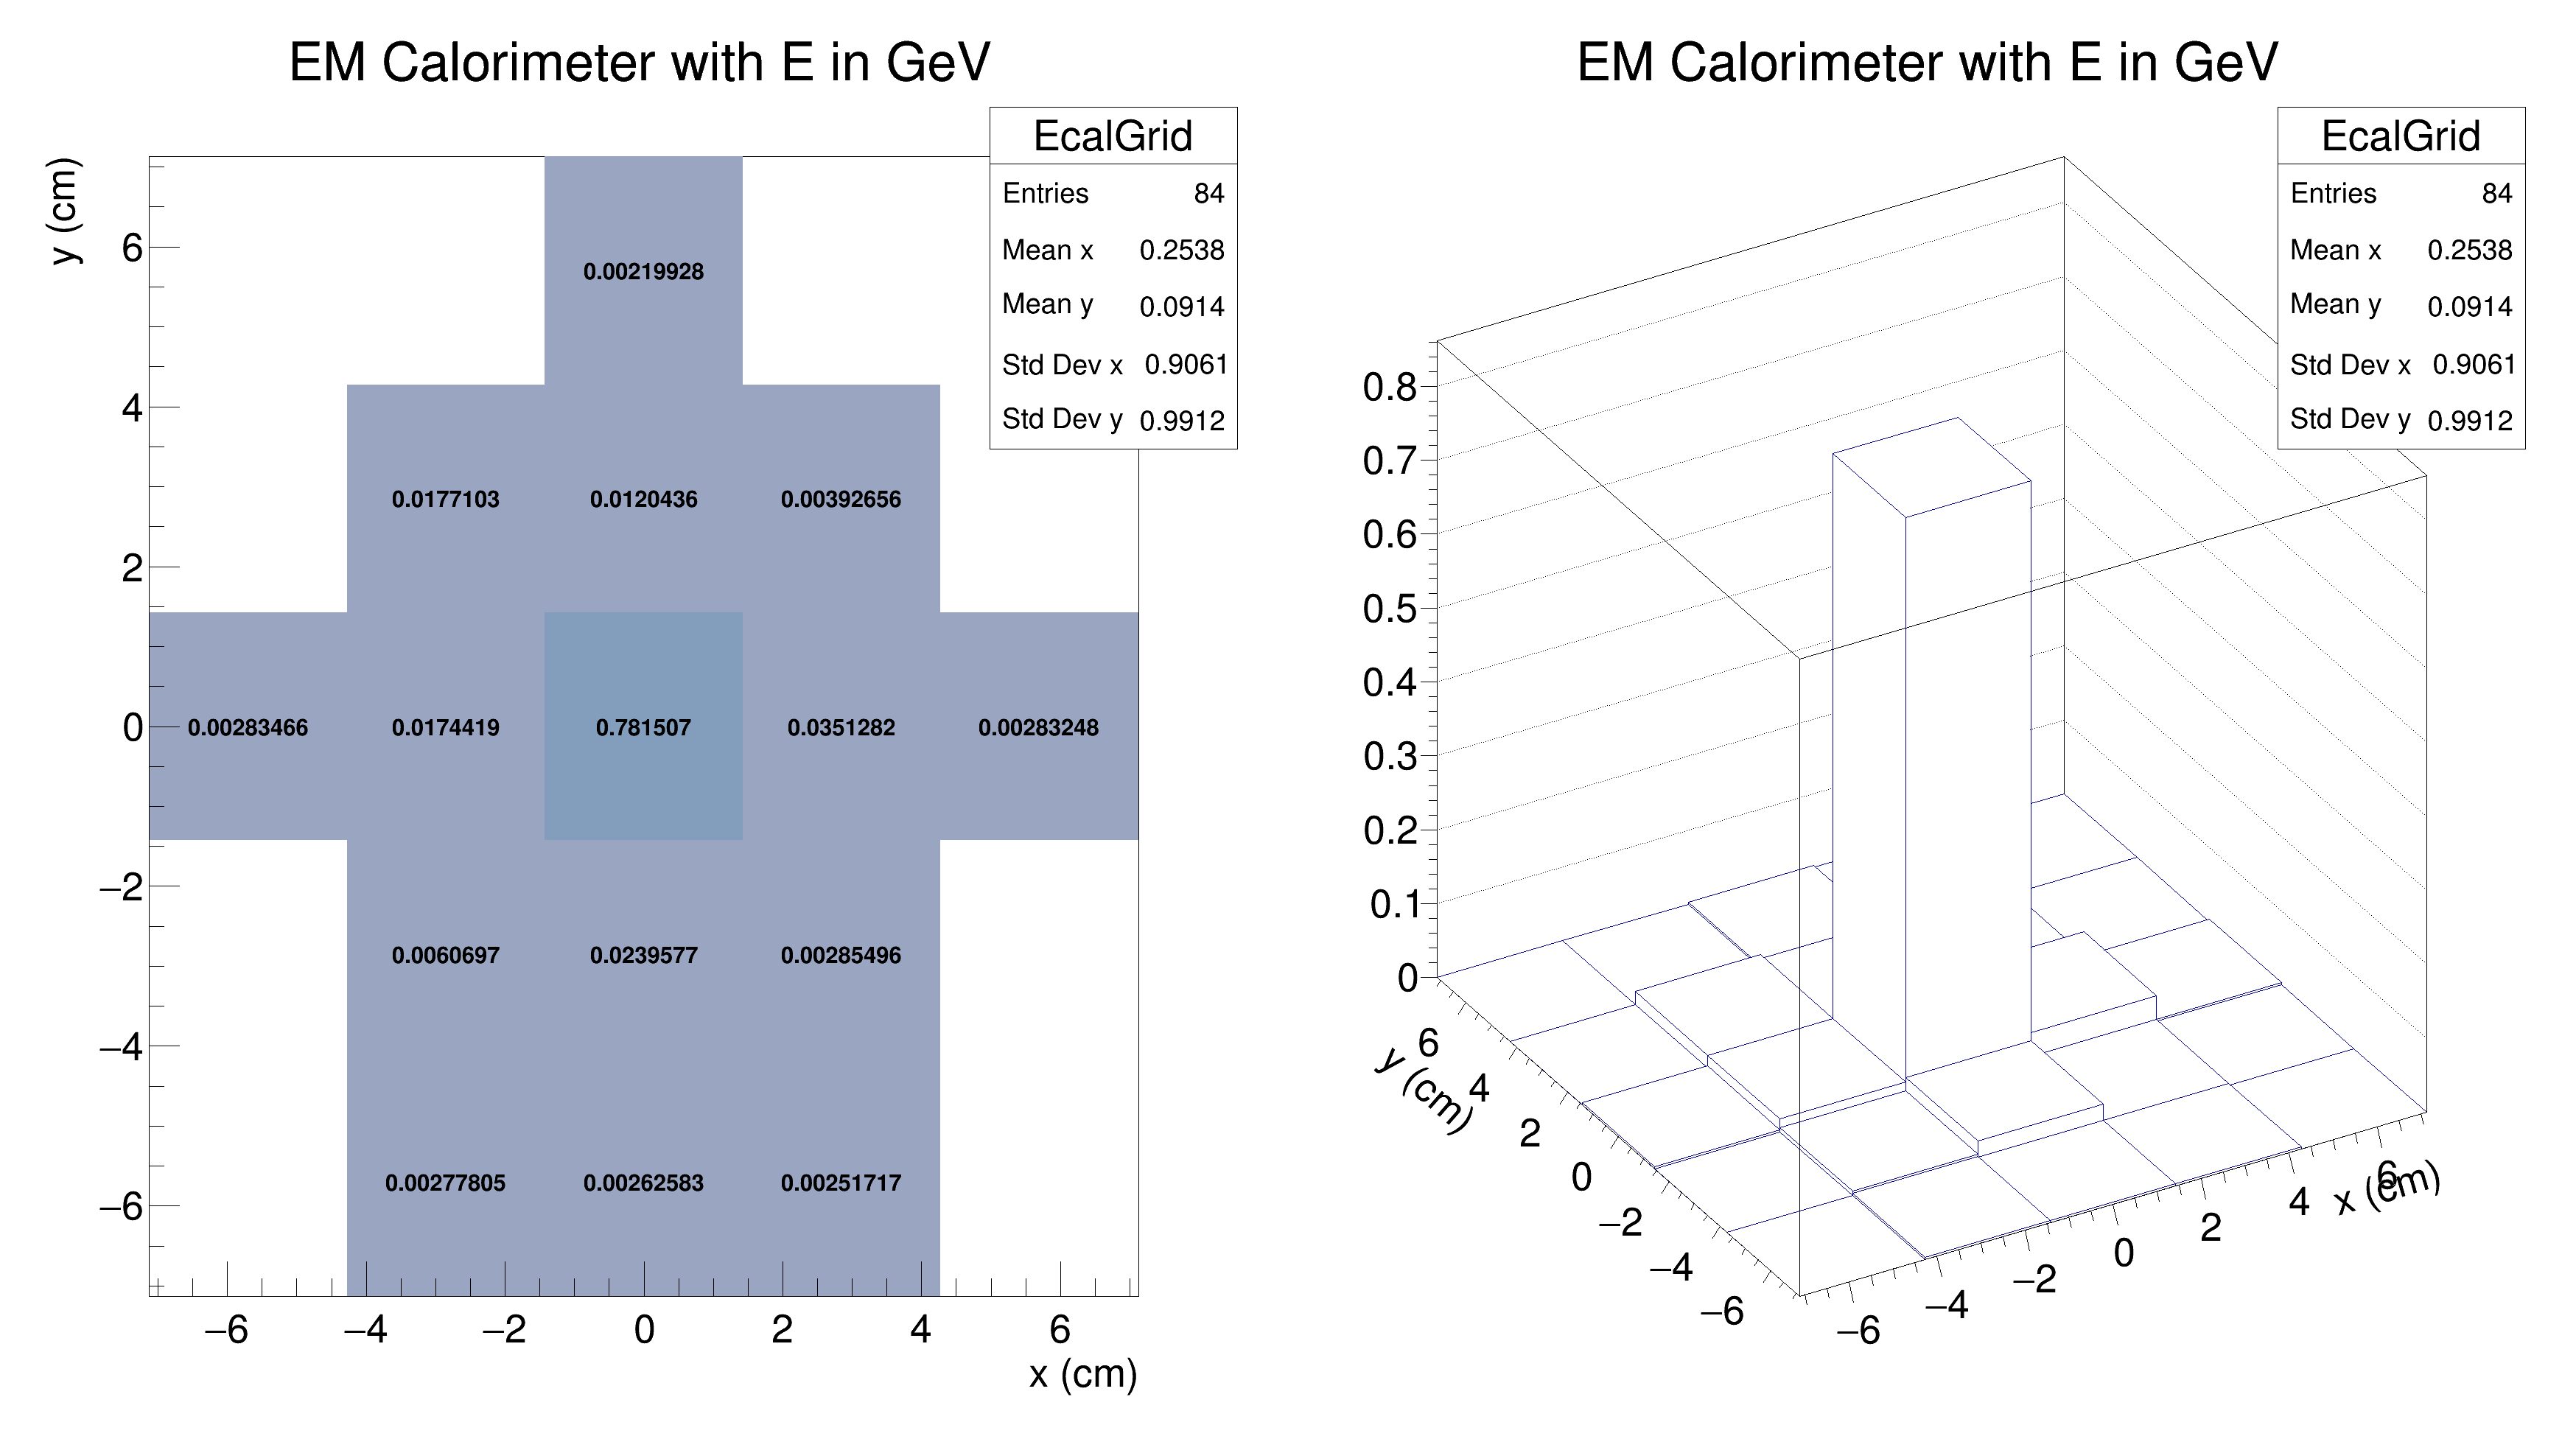 EM Calorimeter with E in GeV
EcalGrid
Entries 84
Mean x 0.2538
Mean y 0.0914
Std Dev x 0.9061
Std Dev y 0.9912
y (cm)
6
4
2
0
−2
−4
−6
0.00219928
0.0177103 0.0120436 0.00392656
0.00283466 0.0174419 0.781507 0.0351282 0.00283248
0.0060697 0.0239577 0.00285496
0.00277805 0.00262583 0.00251717
−6 −4 −2 0 2 4 6
x (cm)
EM Calorimeter with E in GeV
EcalGrid
Entries 84
Mean x 0.2538
Mean y 0.0914
Std Dev x 0.9061
Std Dev y 0.9912
0.8
0.7
0.6
0.5
0.4
0.3
0.2
0.1
0
y (cm)
6
4
2
0
−2
−4
−6
−6 −4 −2 0 2 4 6
x (cm)